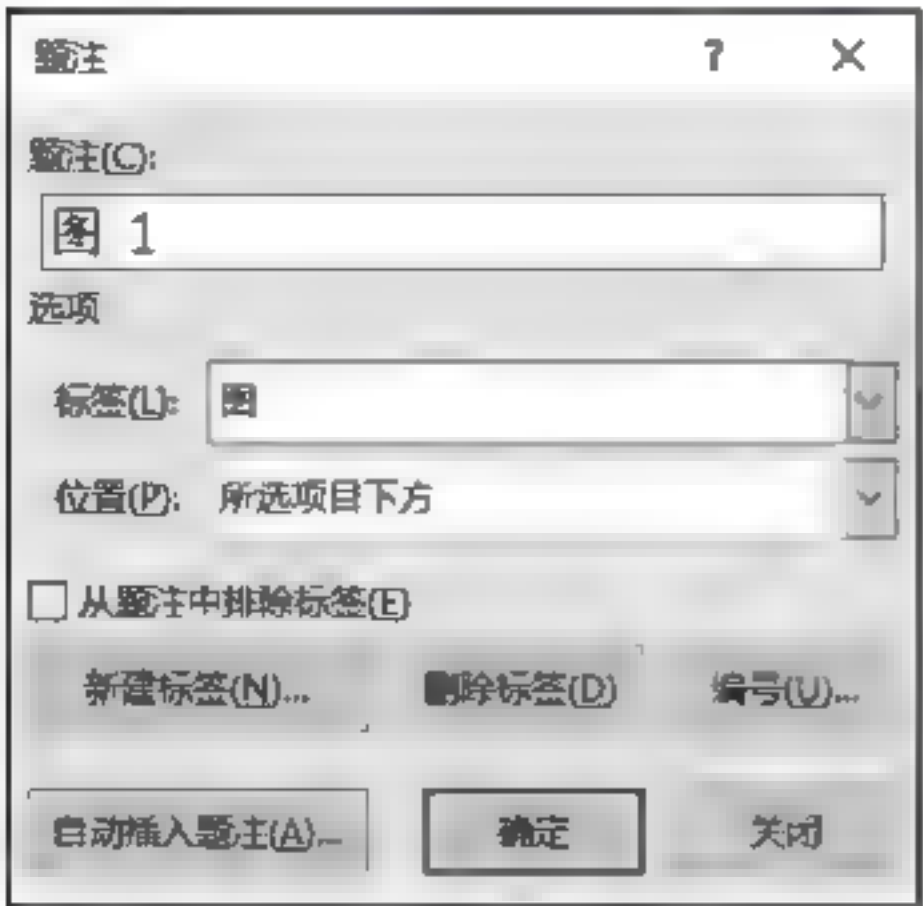 题注 ? ×
题注(C):
图 1
选项
标签(L): 图
位置(P): 所选项目下方
从题注中排除标签(E)
新建标签(N)... 删除标签(D) 编号(U)...
自动插入题注(A)... 确定 关闭